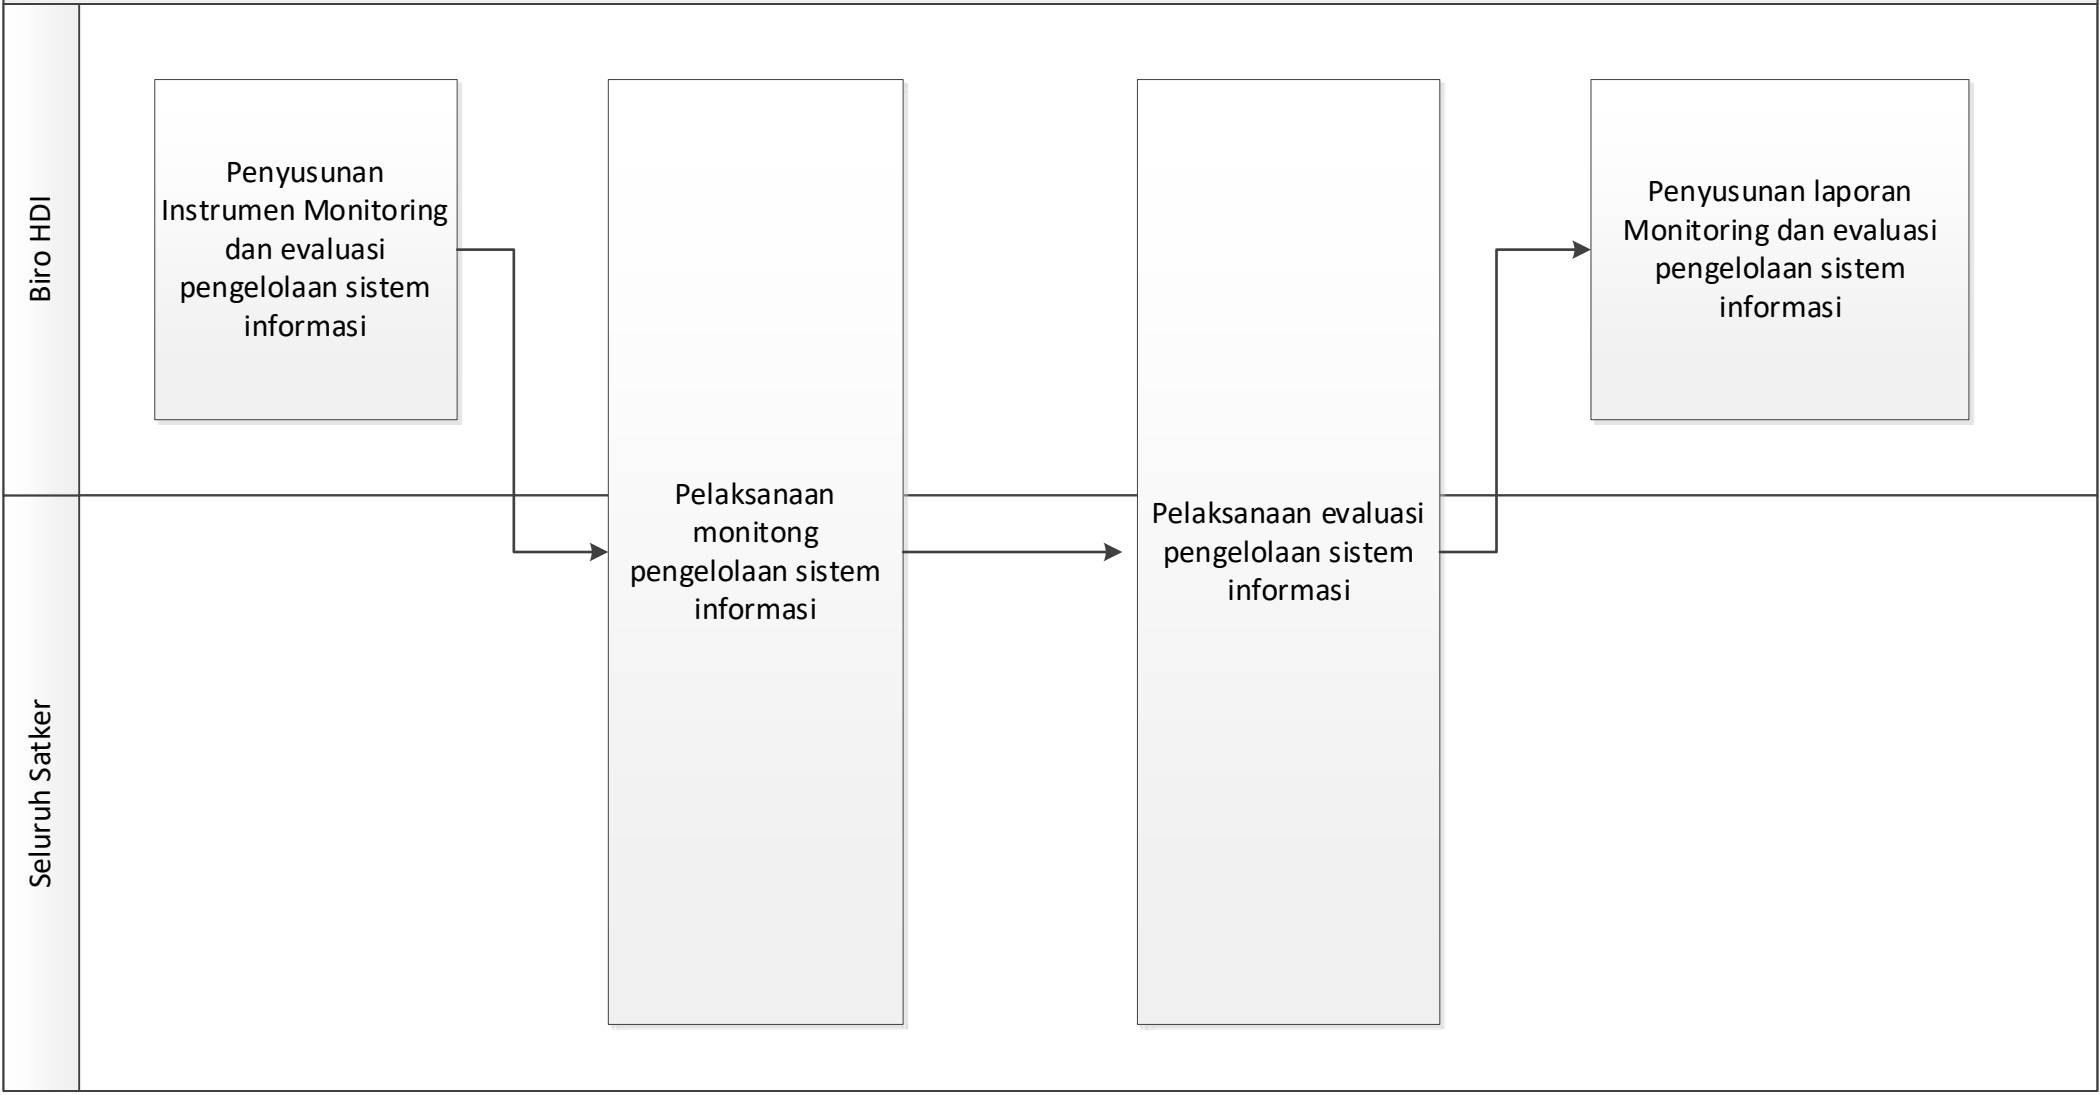 Biro HDI
Penyusunan
Instrumen Monitoring
dan evaluasi
pengelolaan sistem
informasi
Pelaksanaan
monitong
pengelolaan sistem
informasi
Pelaksanaan evaluasi
pengelolaan sistem
informasi
Penyusunan laporan
Monitoring dan evaluasi
pengelolaan sistem
informasi
Seluruh Satker